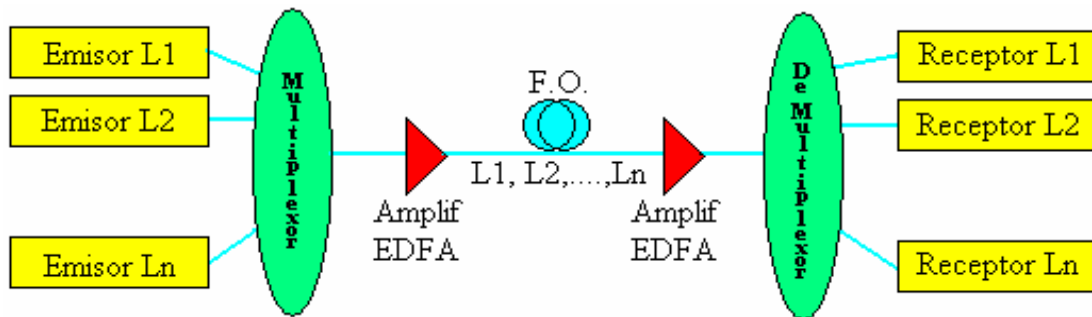 Emisor L1
Emisor L2
Emisor Ln
Multiplexor
Amplif
EDFA
F.O.
L1, L2,....,Ln
Amplif
EDFA
De Multiplexor
Receptor L1
Receptor L2
Receptor Ln